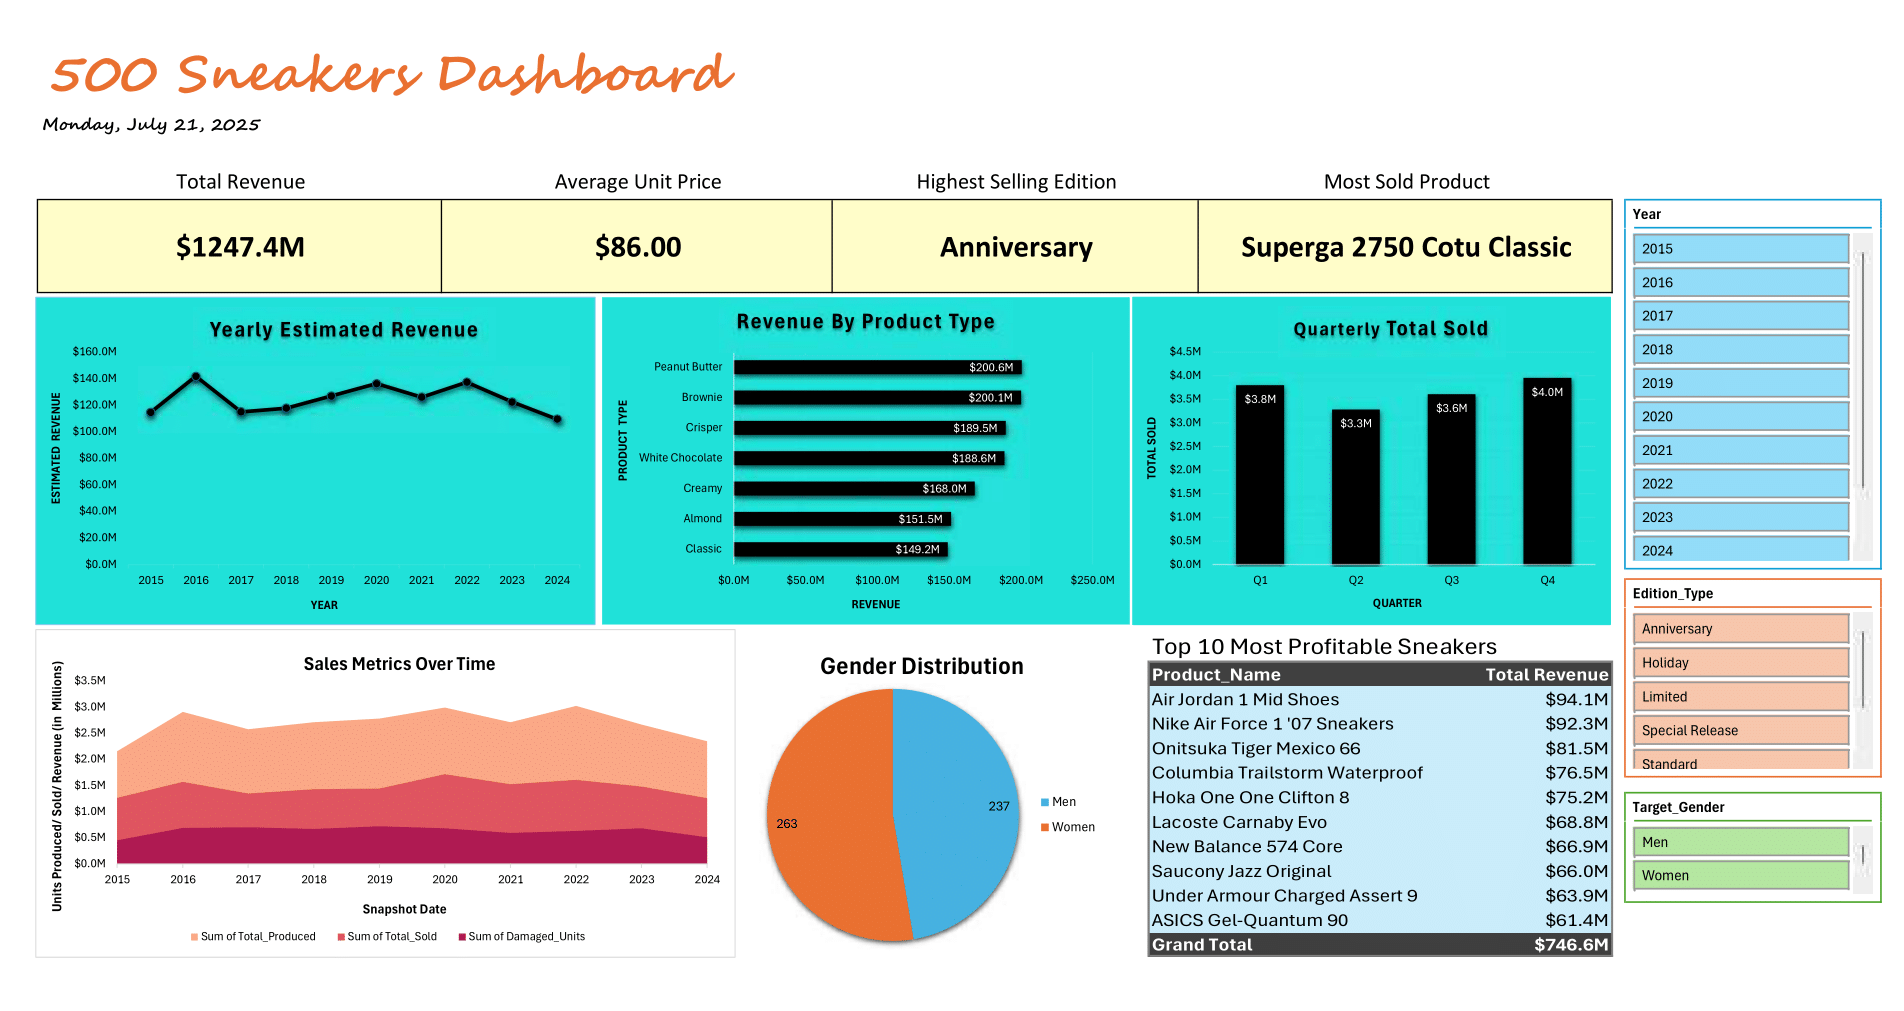 500 Sneakers Dashboard
Monday, July 21, 2025
Total Revenue
Average Unit Price
Highest Selling Edition
Most Sold Product
$1247.4M
$86.00
Anniversary
Superga 2750 Cotu Classic
Yearly Estimated Revenue
ESTIMATED REVENUE
$160.0M
$140.0M
$120.0M
$100.0M
$80.0M
$60.0M
$40.0M
$20.0M
$0.0M
2015 2016 2017 2018 2019 2020 2021 2022 2023 2024
YEAR
Revenue By Product Type
PRODUCT TYPE
Peanut Butter $200.6M
Brownie $200.1M
Crisper $189.5M
White Chocolate $188.6M
Creamy $168.0M
Almond $151.5M
Classic $149.2M
$0.0M $50.0M $100.0M $150.0M $200.0M $250.0M
REVENUE
Quarterly Total Sold
TOTAL SOLD
$4.5M
$4.0M
$3.5M
$3.0M
$2.5M
$2.0M
$1.5M
$1.0M
$0.5M
$0.0M
$3.8M
$3.3M
$3.6M
$4.0M
Q1 Q2 Q3 Q4
QUARTER
Year
2015
2016
2017
2018
2019
2020
2021
2022
2023
2024
Edition_Type
Anniversary
Holiday
Limited
Special Release
Standard
Target_Gender
Men
Women
Sales Metrics Over Time
Units Produced/ Sold/ Revenue (in Millions)
$3.5M
$3.0M
$2.5M
$2.0M
$1.5M
$1.0M
$0.5M
$0.0M
2015 2016 2017 2018 2019 2020 2021 2022 2023 2024
Snapshot Date
Sum of Total_Produced Sum of Total_Sold Sum of Damaged_Units
Gender Distribution
237
263
Men
Women
Top 10 Most Profitable Sneakers
Product_Name Total Revenue
Air Jordan 1 Mid Shoes $94.1M
Nike Air Force 1 '07 Sneakers $92.3M
Onitsuka Tiger Mexico 66 $81.5M
Columbia Trailstorm Waterproof $76.5M
Hoka One One Clifton 8 $75.2M
Lacoste Carnaby Evo $68.8M
New Balance 574 Core $66.9M
Saucony Jazz Original $66.0M
Under Armour Charged Assert 9 $63.9M
ASICS Gel-Quantum 90 $61.4M
Grand Total $746.6M